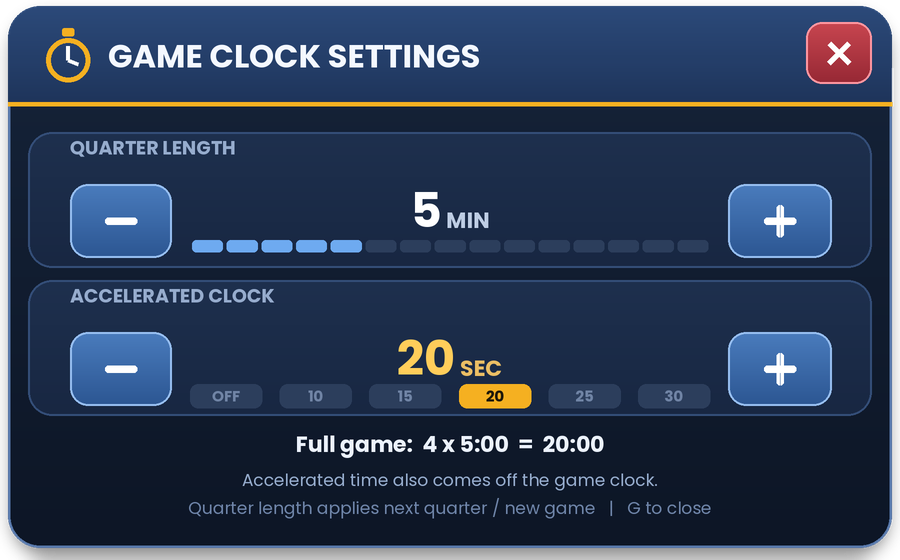 GAME CLOCK SETTINGS
QUARTER LENGTH
5 MIN
ACCELERATED CLOCK
20 SEC
OFF 10 15 20 25 30
Full game: 4 x 5:00 = 20:00
Accelerated time also comes off the game clock.
Quarter length applies next quarter / new game | G to close